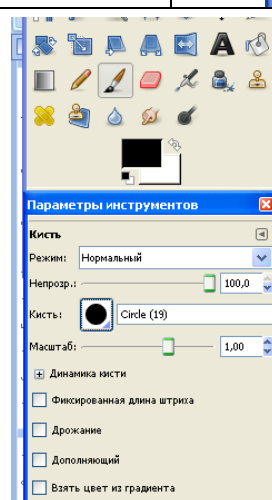 Параметры инструментов
Кисть
Режим: Нормальный
Непрозр.: 100,0
Кисть: Circle (19)
Масштаб: 1,00
Динамика кисти
Фиксированная длина штриха
Дрожание
Дополняющий
Взять цвет из градиента